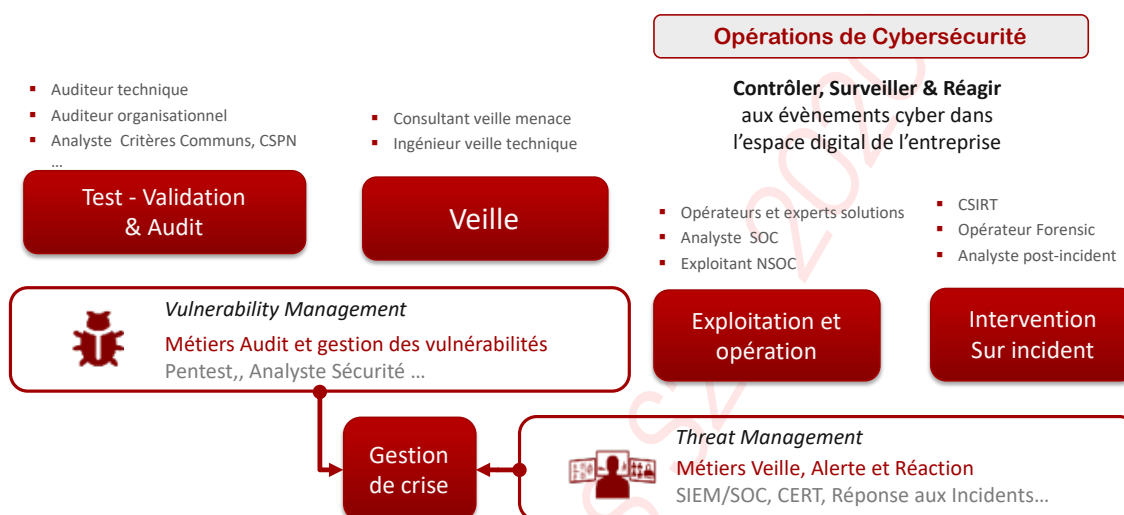 Opérations de Cybersécurité
Contrôler, Surveiller & Réagir
aux évènements cyber dans
l'espace digital de l'entreprise
▪ Auditeur technique
▪ Auditeur organisationnel
▪ Analyste Critères Communs, CSPN
…
Test - Validation
& Audit
▪ Consultant veille menace
▪ Ingénieur veille technique
Veille
▪ Opérateurs et experts solutions
▪ Analyste SOC
▪ Exploitant NSOC
Exploitation et
opération
▪ CSIRT
▪ Opérateur Forensic
▪ Analyste post-incident
Intervention
Sur incident
Vulnerability Management
Métiers Audit et gestion des vulnérabilités
Pentest,, Analyste Sécurité …
Gestion
de crise
Threat Management
Métiers Veille, Alerte et Réaction
SIEM/SOC, CERT, Réponse aux Incidents…